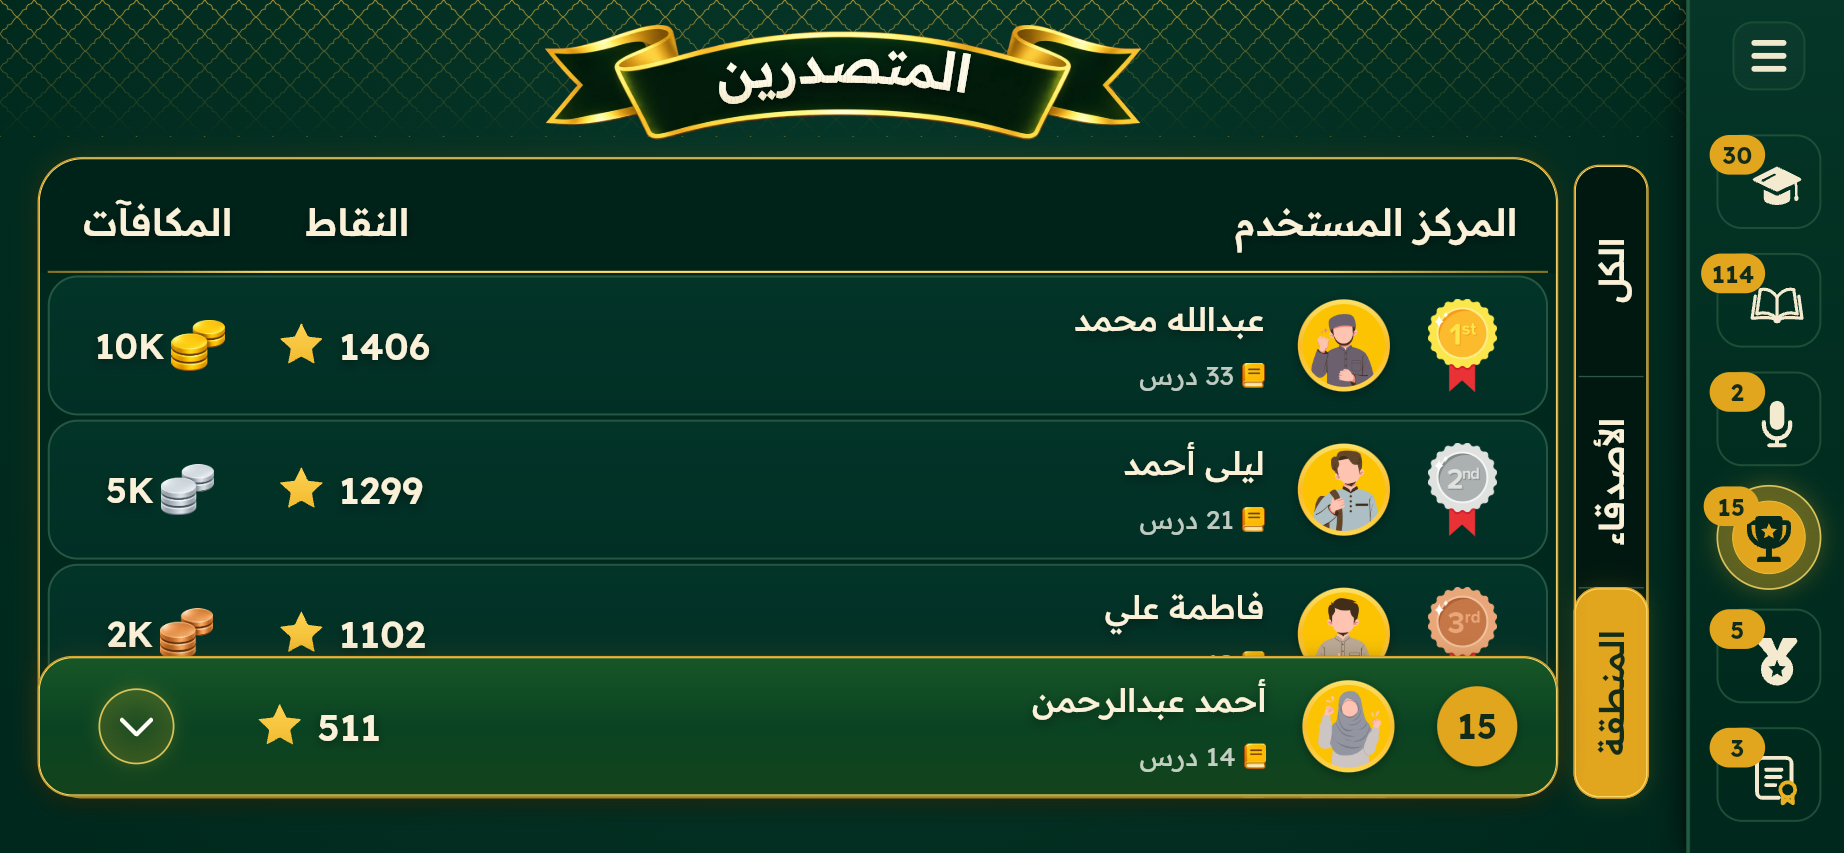 المتصدرين
30
114
2
15
5
3
الكل
الأصدقاء
المنطقة
المركز المستخدم النقاط المكافآت
1st عبدالله محمد 1406 10K
33 درس
2nd ليلى أحمد 1299 5K
21 درس
3rd فاطمة علي 1102 2K
15 أحمد عبدالرحمن 511
14 درس